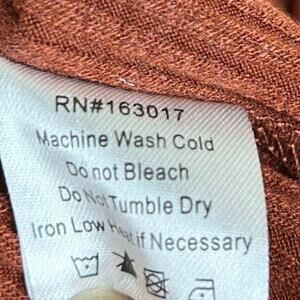 RN#163017
Machine Wash Cold
Do not Bleach
Do Not Tumble Dry
Iron Low Heat if Necessary